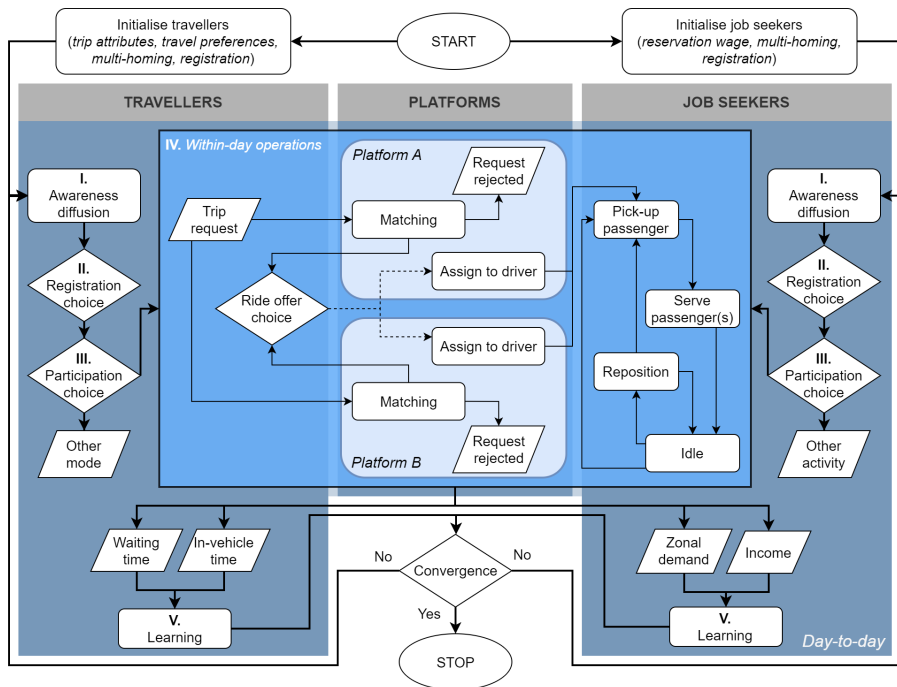 Initialise travellers
(trip attributes, travel preferences,
multi-homing, registration)
START
Initialise job seekers
(reservation wage, multi-homing,
registration)
TRAVELLERS
PLATFORMS
JOB SEEKERS
IV. Within-day operations
Platform A
Request
rejected
Trip
request
Matching
Assign to driver
Ride offer
choice
Assign to driver
Matching
Request
rejected
Platform B
Pick-up
passenger
Serve
passenger(s)
Reposition
Idle
I.
Awareness
diffusion
II.
Registration
choice
III.
Participation
choice
Other
mode
I.
Awareness
diffusion
II.
Registration
choice
III.
Participation
choice
Other
activity
Waiting
time
In-vehicle
time
V.
Learning
No
Convergence
No
Yes
STOP
Zonal
demand
Income
V.
Learning
Day-to-day